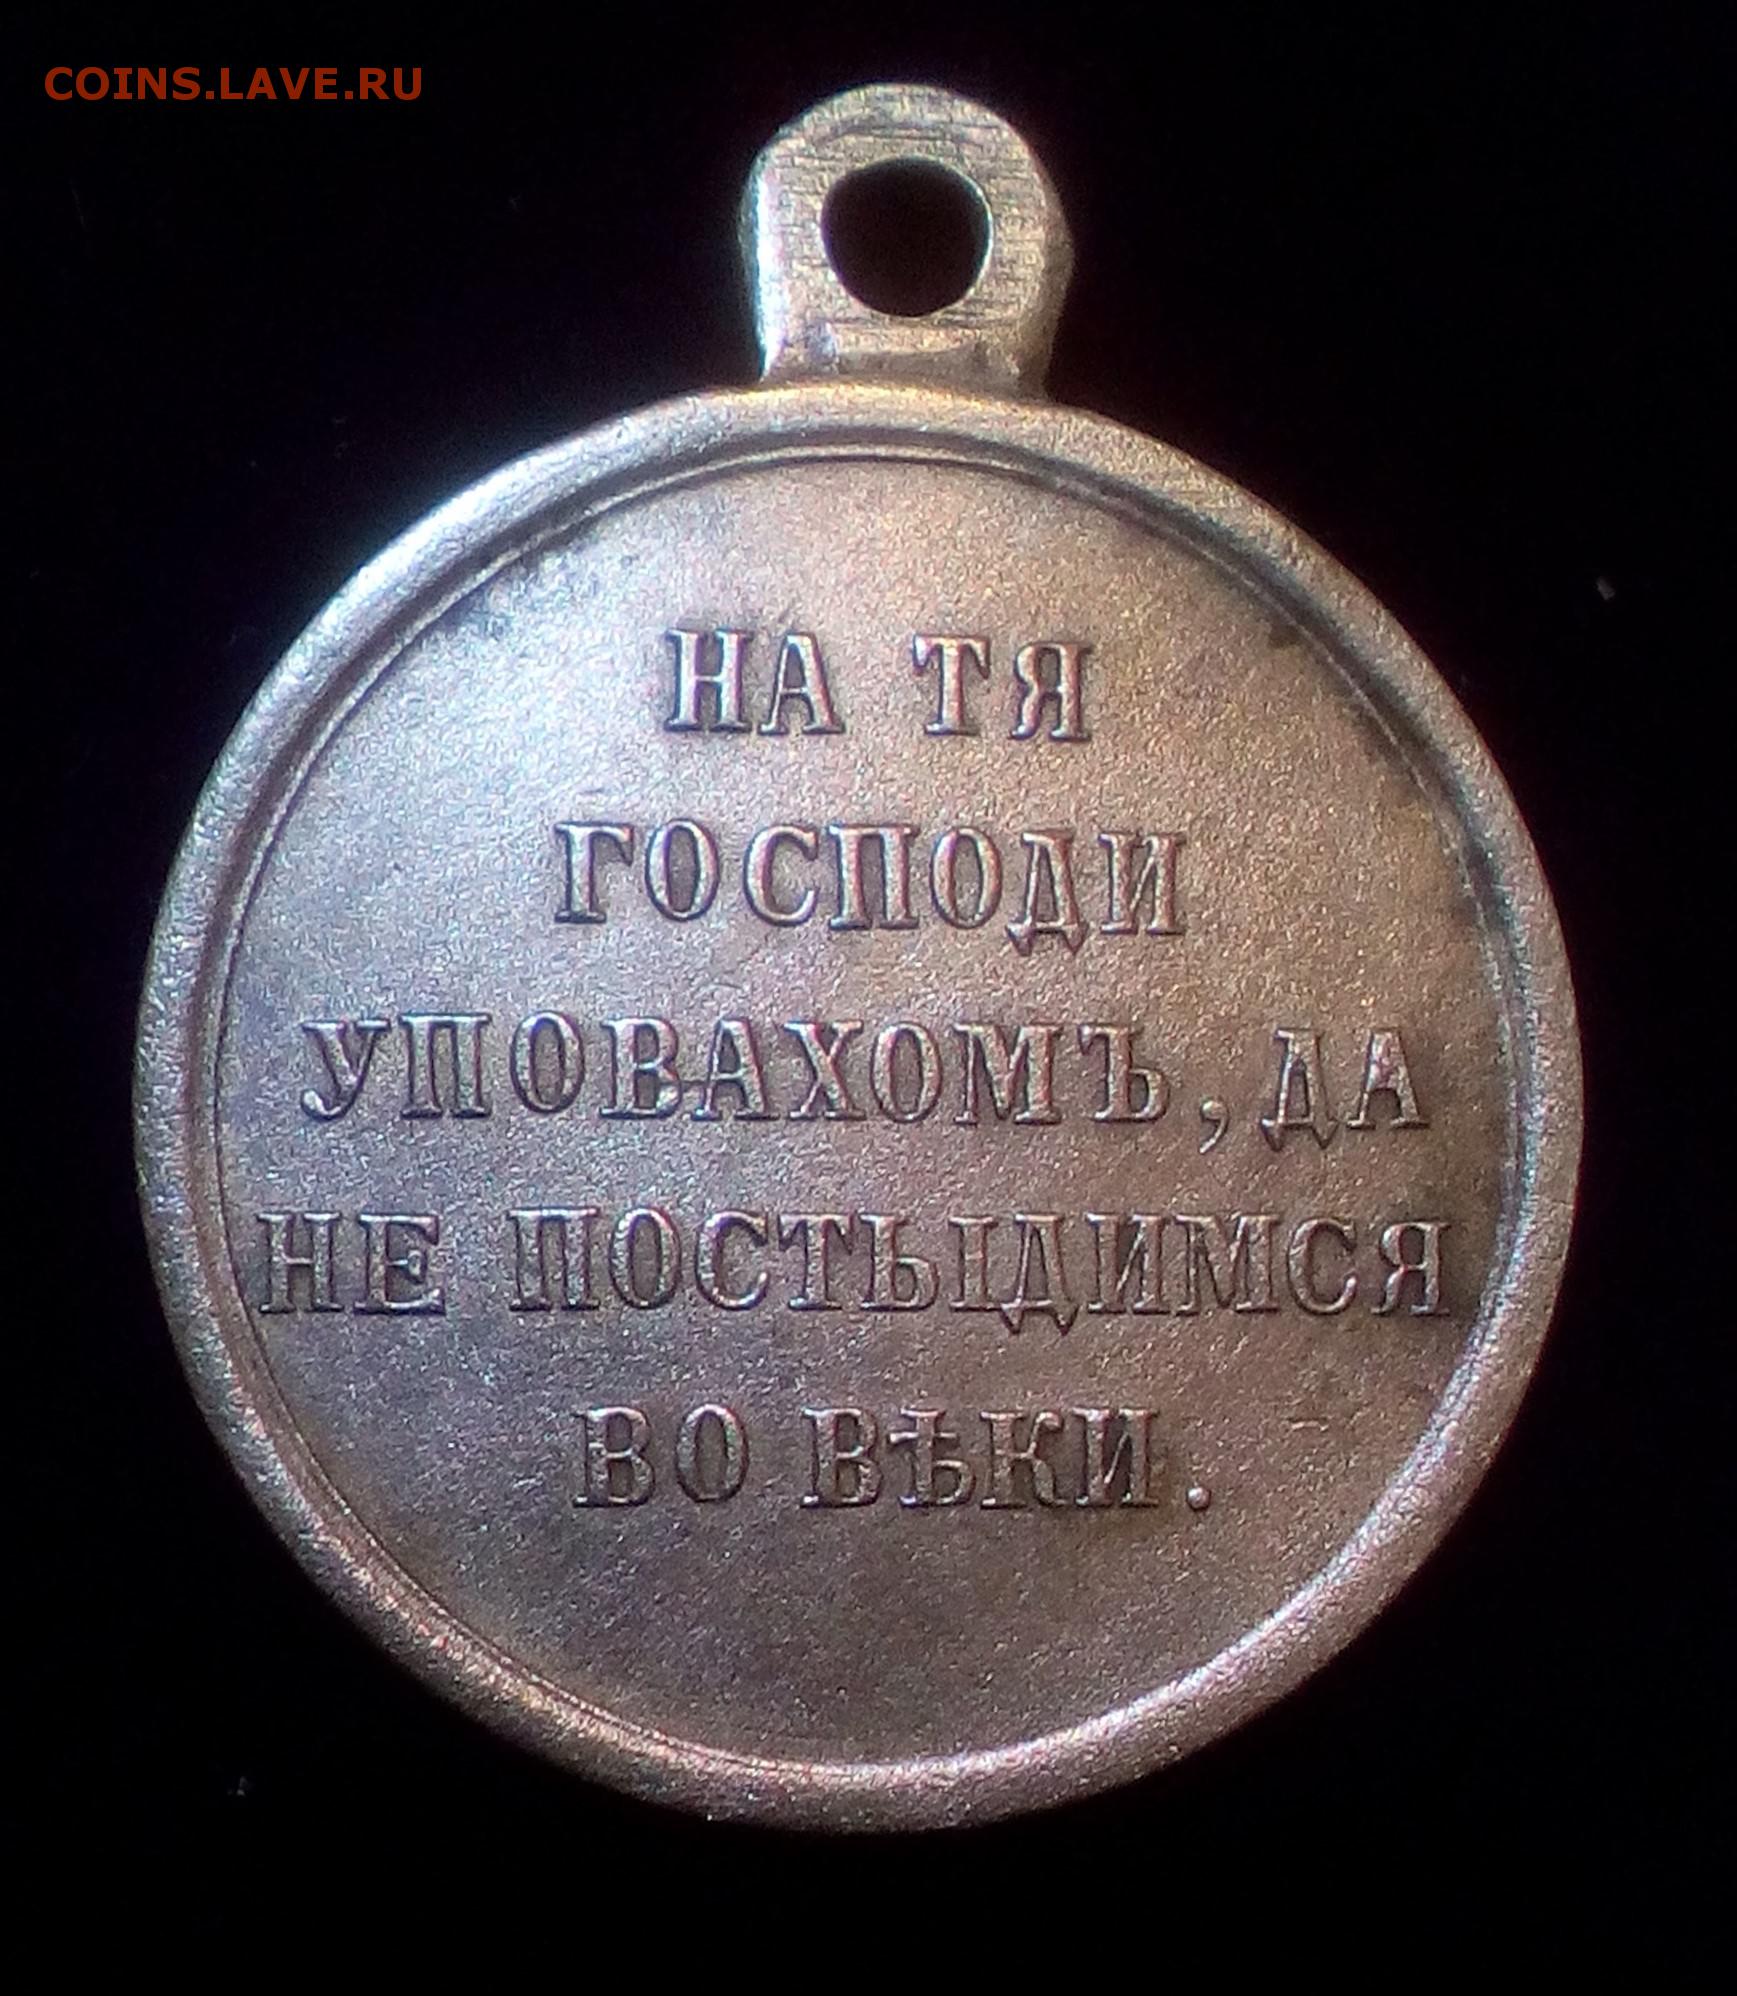 COINS.LAVE.RU
НА ТЯ
ГОСПОДИ
УПОВАХОМЪ, ДА
НЕ ПОСТЫДИМСЯ
ВО ВѢКИ.